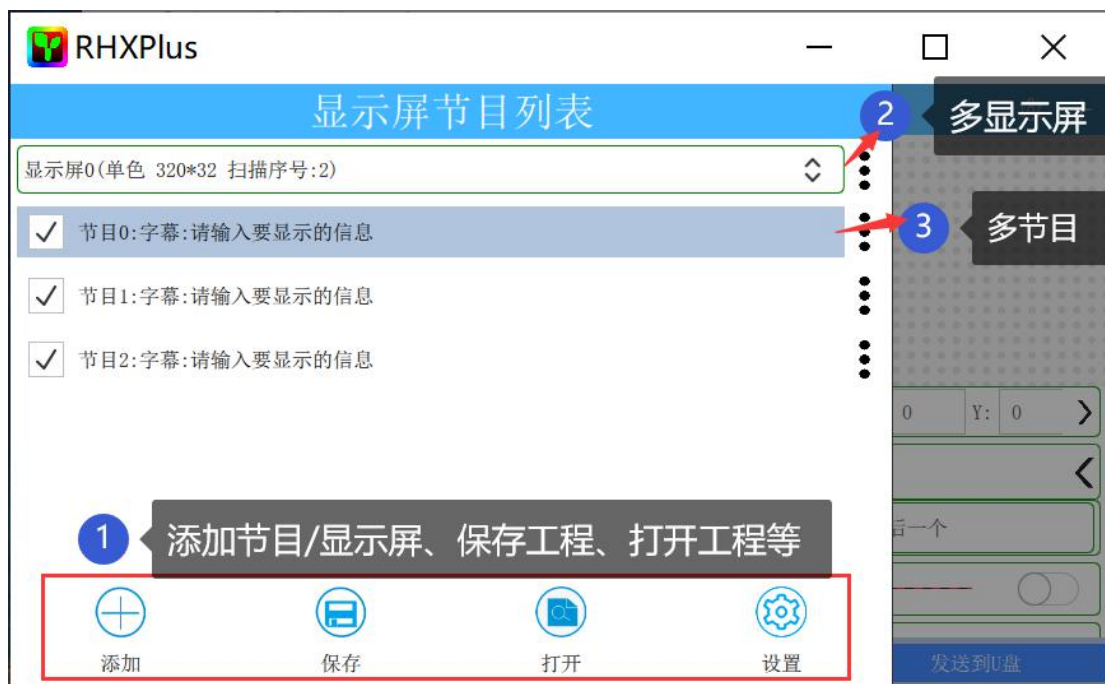 RHXPlus
显示屏节目列表
2
多显示屏
显示屏0(单色 320*32 扫描序号:2)
节目0:字幕:请输入要显示的信息
3
多节目
节目1:字幕:请输入要显示的信息
节目2:字幕:请输入要显示的信息
0 Y: 0
1
添加节目/显示屏、保存工程、打开工程等
后一个
添加 保存 打开 设置
发送到U盘